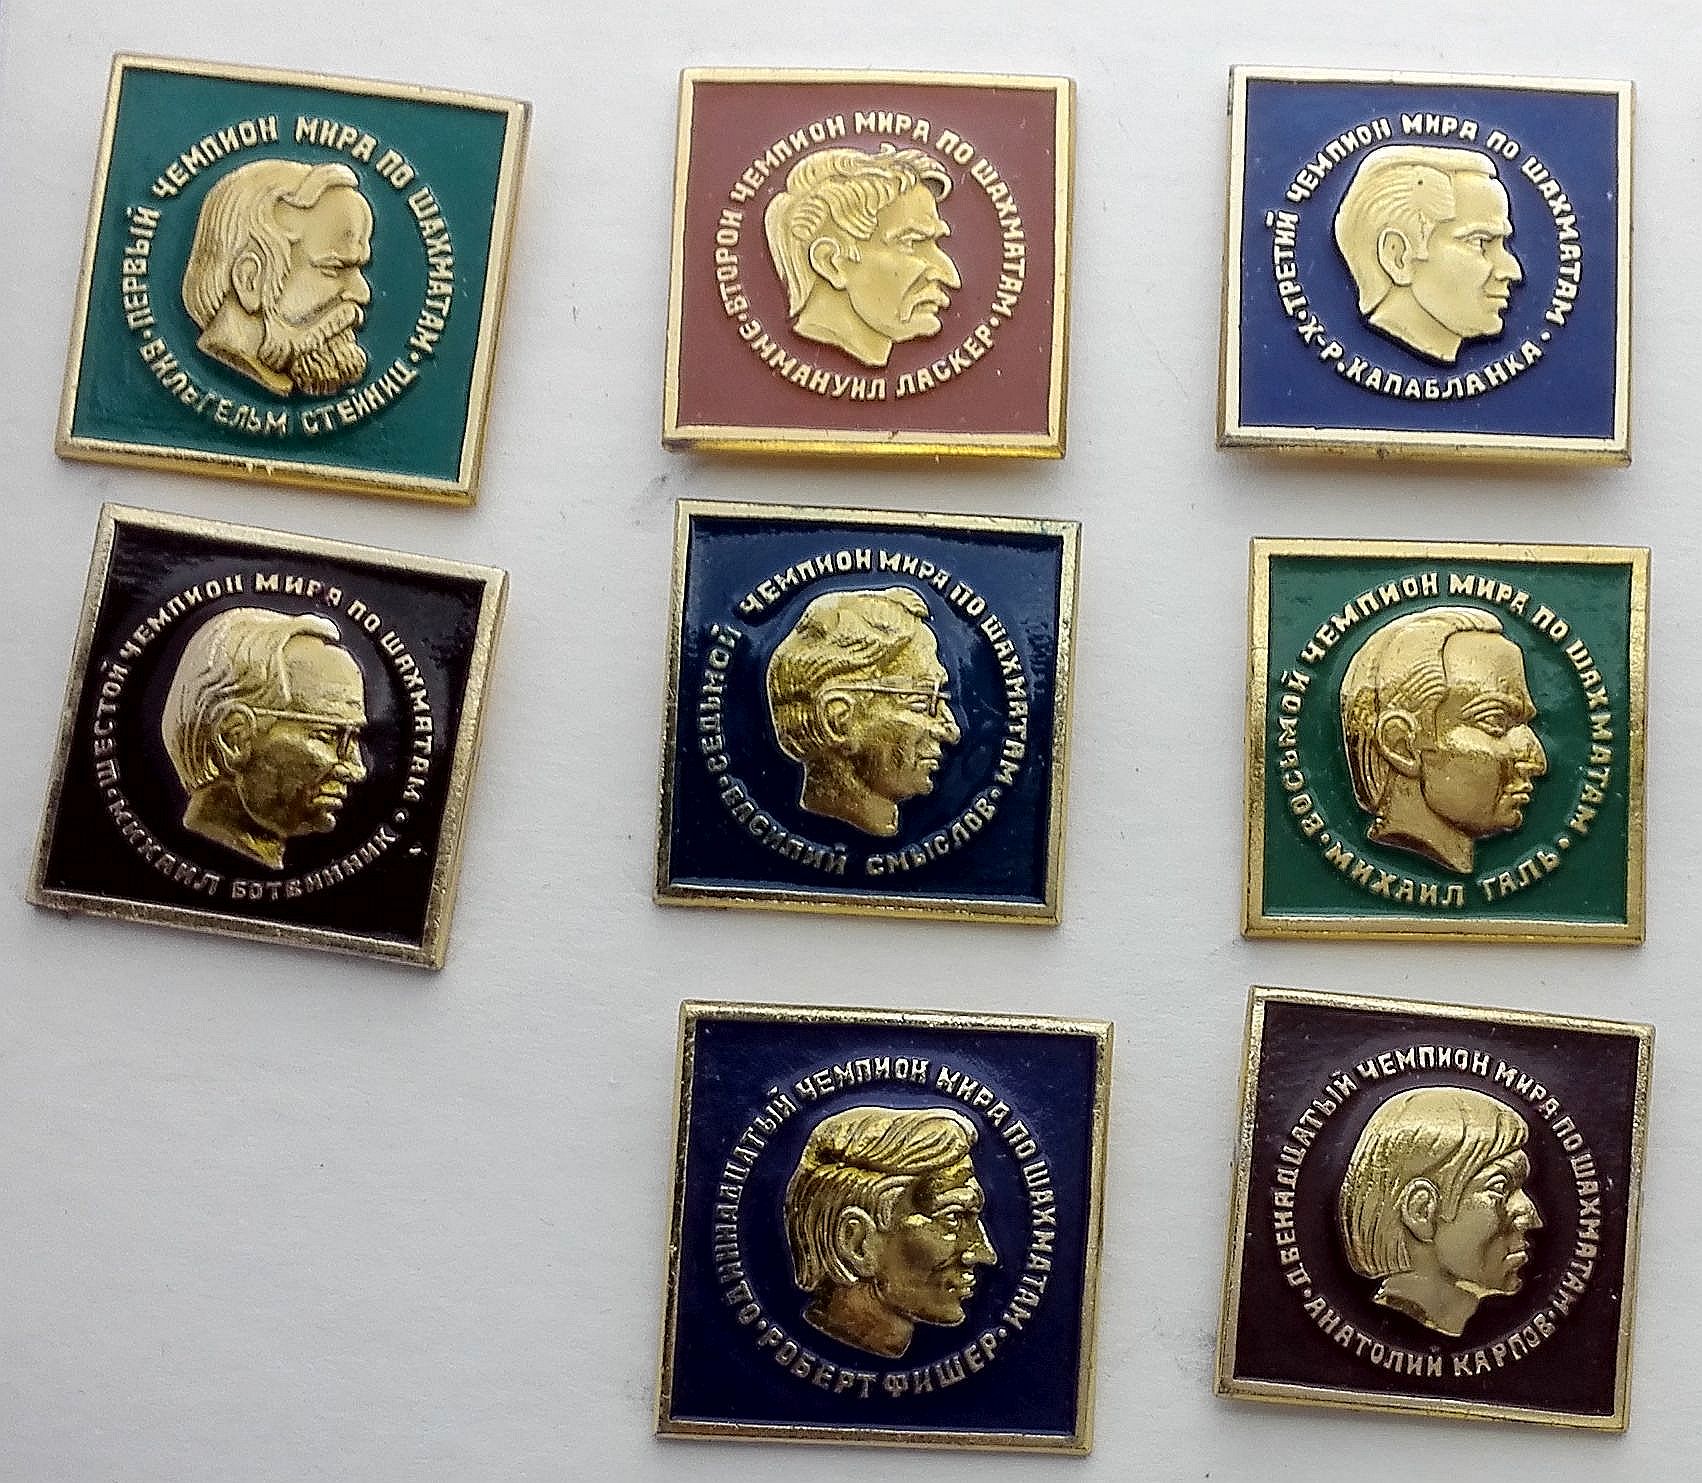 ПЕРВЫЙ ЧЕМПИОН МИРА ПО ШАХМАТАМ
ВИЛЬГЕЛЬМ СТЕЙНИЦ
ВТОРОЙ ЧЕМПИОН МИРА ПО ШАХМАТАМ
Э. ЭММАНУИЛ ЛАСКЕР
ТРЕТИЙ ЧЕМПИОН МИРА ПО ШАХМАТАМ
Х-Р. КАПАБЛАНКА
ШЕСТОЙ ЧЕМПИОН МИРА ПО ШАХМАТАМ
МИХАИЛ БОТВИННИК
СЕДЬМОЙ ЧЕМПИОН МИРА ПО ШАХМАТАМ
ВАСИЛИЙ СМЫСЛОВ
ВОСЬМОЙ ЧЕМПИОН МИРА ПО ШАХМАТАМ
МИХАИЛ ТАЛЬ
ОДИННАДЦАТЫЙ ЧЕМПИОН МИРА ПО ШАХМАТАМ
РОБЕРТ ФИШЕР
ДВЕНАДЦАТЫЙ ЧЕМПИОН МИРА ПО ШАХМАТАМ
АНАТОЛИЙ КАРПОВ